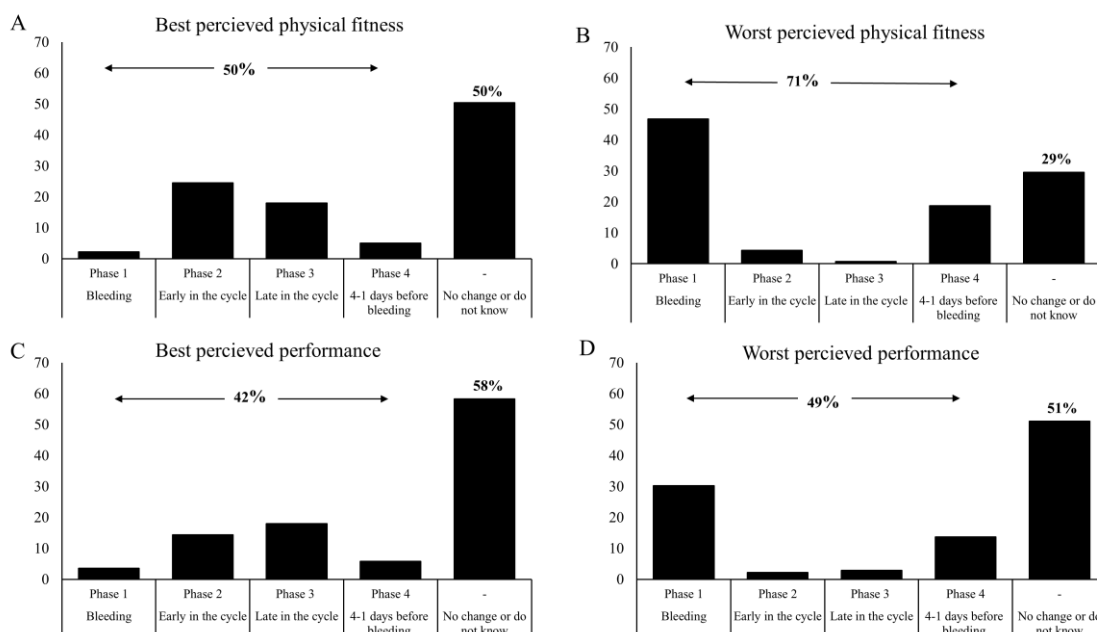 A
Best percieved physical fitness
70
60
50
40
30
20
10
0
50%
50%
Phase 1
Phase 2
Phase 3
Phase 4
-
Bleeding
Early in the cycle
Late in the cycle
4-1 days before
bleeding
No change or do
not know
B
Worst percieved physical fitness
70
60
50
40
30
20
10
0
71%
29%
Phase 1
Phase 2
Phase 3
Phase 4
-
Bleeding
Early in the cycle
Late in the cycle
4-1 days before
bleeding
No change or do
not know
C
Best percieved performance
70
60
50
40
30
20
10
0
42%
58%
Phase 1
Phase 2
Phase 3
Phase 4
-
Bleeding
Early in the cycle
Late in the cycle
4-1 days before
bleeding
No change or do
not know
D
Worst percieved performance
70
60
50
40
30
20
10
0
49%
51%
Phase 1
Phase 2
Phase 3
Phase 4
-
Bleeding
Early in the cycle
Late in the cycle
4-1 days before
bleeding
No change or do
not know